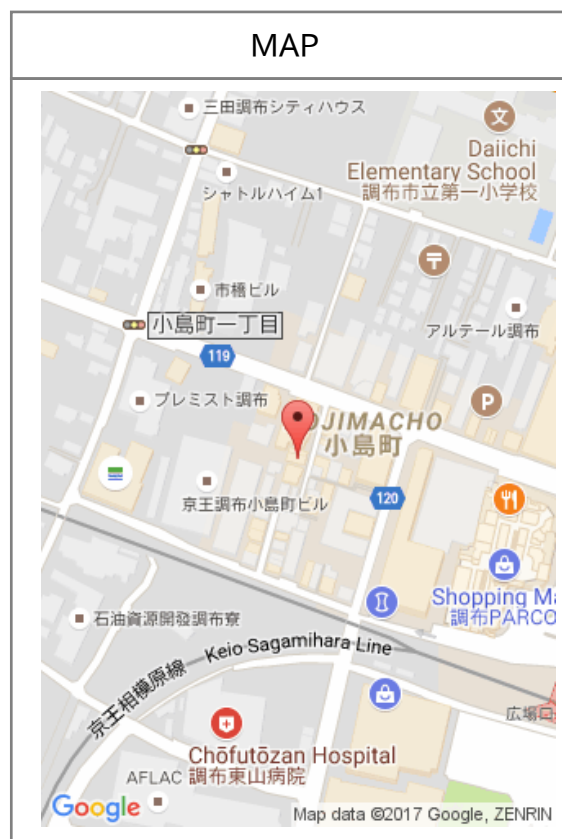 MAP
三田調布シティハウス
文
Daiichi
Elementary School
調布市立第一小学校
シャトルハイム1
〒
市橋ビル
小島町一丁目
アルテール調布
119
プレミスト調布
P
OJIMACHO
小島町
京王調布小島町ビル
120
Shopping Ma
調布PARCO
石油資源開發調布寮
Keio Sagamihara Line
京王相模原線
広場口
Chōfutōzan Hospital
調布東山病院
AFLAC
Google
Map data ©2017 Google, ZENRIN